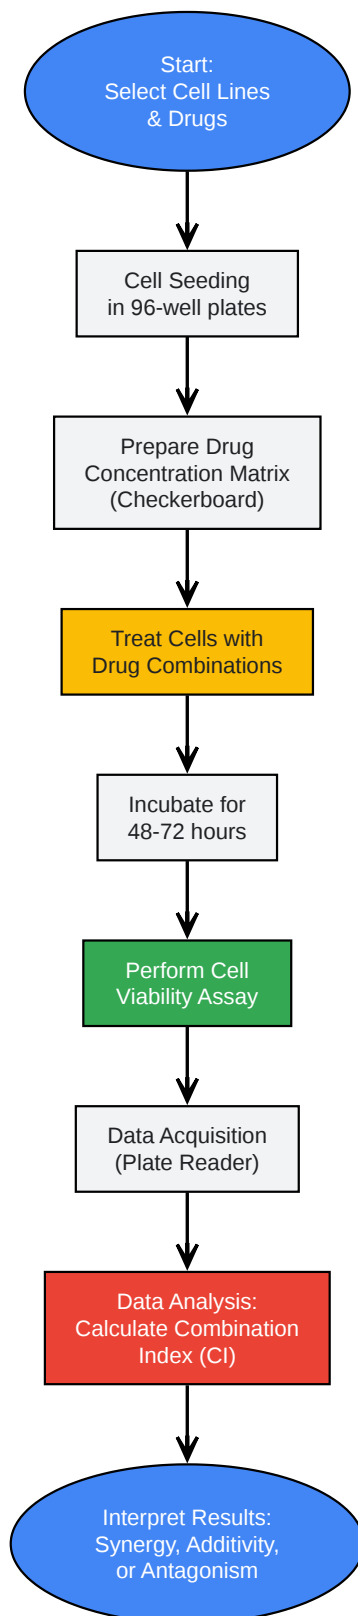 Start:
Select Cell Lines
& Drugs
Cell Seeding
in 96-well plates
Prepare Drug
Concentration Matrix
(Checkerboard)
Treat Cells with
Drug Combinations
Incubate for
48-72 hours
Perform Cell
Viability Assay
Data Acquisition
(Plate Reader)
Data Analysis:
Calculate Combination
Index (CI)
Interpret Results:
Synergy, Additivity,
or Antagonism